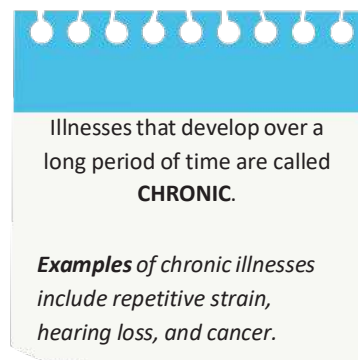 Illnesses that develop over a
long period of time are called
CHRONIC.
Examples of chronic illnesses
include repetitive strain,
hearing loss, and cancer.